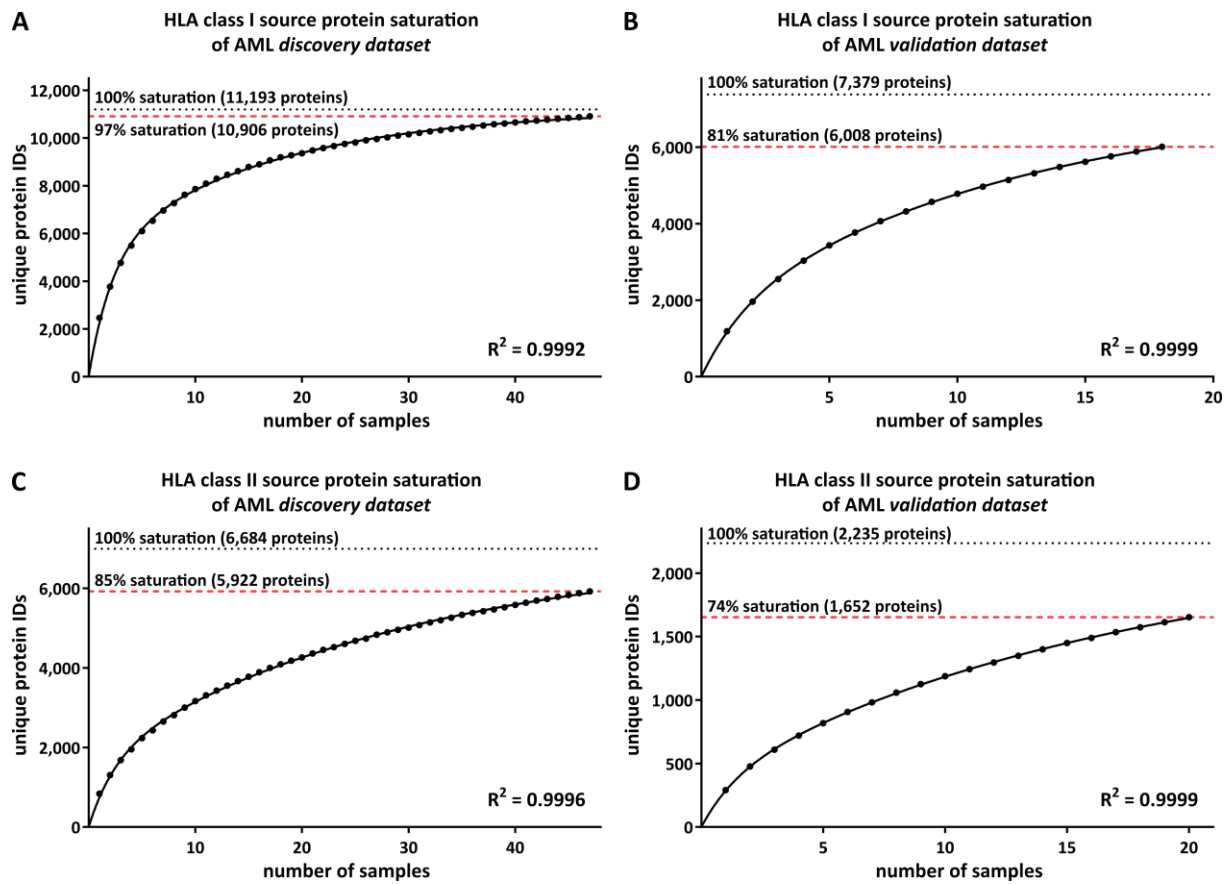 A
HLA class I source protein saturation
of AML discovery dataset
unique protein IDs
12,000
10,000
8,000
6,000
4,000
2,000
0
100% saturation (11,193 proteins)
97% saturation (10,906 proteins)
R² = 0.9992
10
20
30
40
number of samples
B
HLA class I source protein saturation
of AML validation dataset
unique protein IDs
6,000
4,000
2,000
0
100% saturation (7,379 proteins)
81% saturation (6,008 proteins)
R² = 0.9999
5
10
15
20
number of samples
C
HLA class II source protein saturation
of AML discovery dataset
unique protein IDs
6,000
4,000
2,000
0
100% saturation (6,684 proteins)
85% saturation (5,922 proteins)
R² = 0.9996
10
20
30
40
number of samples
D
HLA class II source protein saturation
of AML validation dataset
unique protein IDs
2,000
1,500
1,000
500
0
100% saturation (2,235 proteins)
74% saturation (1,652 proteins)
R² = 0.9999
5
10
15
20
number of samples